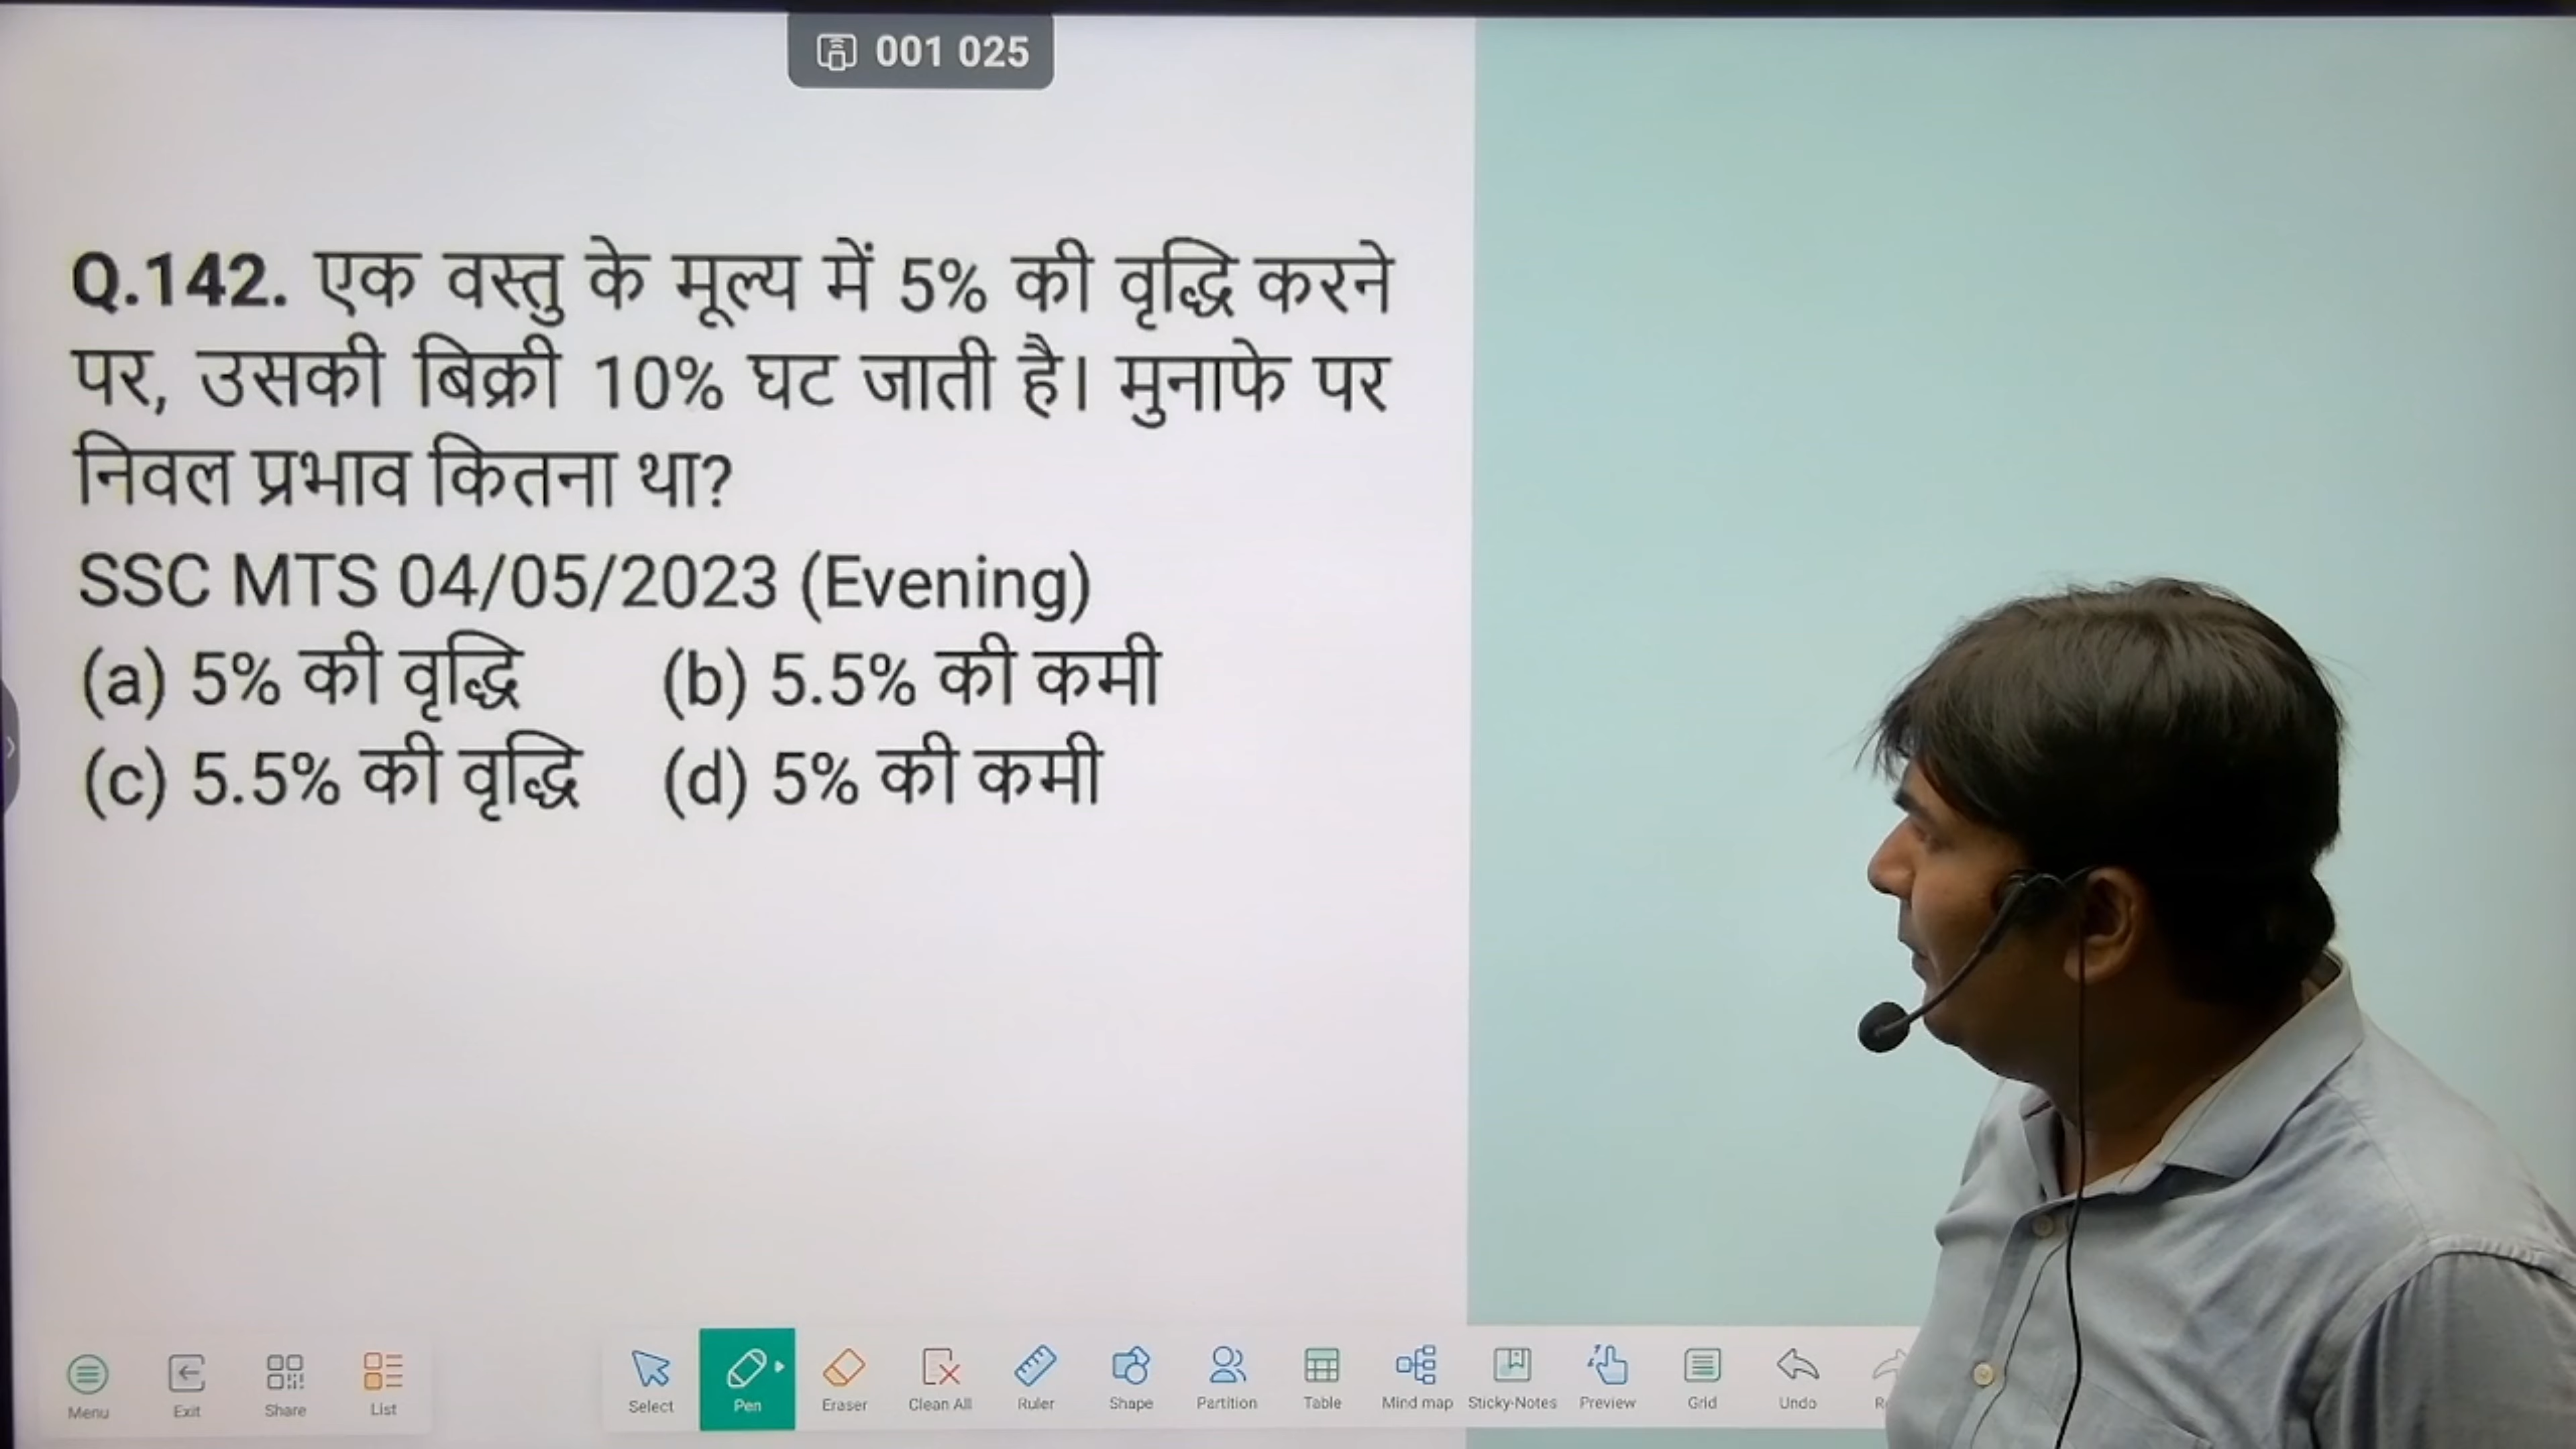 001 025
Q.142. एक वस्तु के मूल्य में 5% की वृद्धि करने
पर, उसकी बिक्री 10% घट जाती है। मुनाफे पर
निवल प्रभाव कितना था?
SSC MTS 04/05/2023 (Evening)
(a) 5% की वृद्धि (b) 5.5% की कमी
(c) 5.5% की वृद्धि (d) 5% की कमी
Menu Exit Share List Select Pen Eraser Clean All Ruler Shape Partition Table Mind map Sticky-Notes Preview Grid Undo